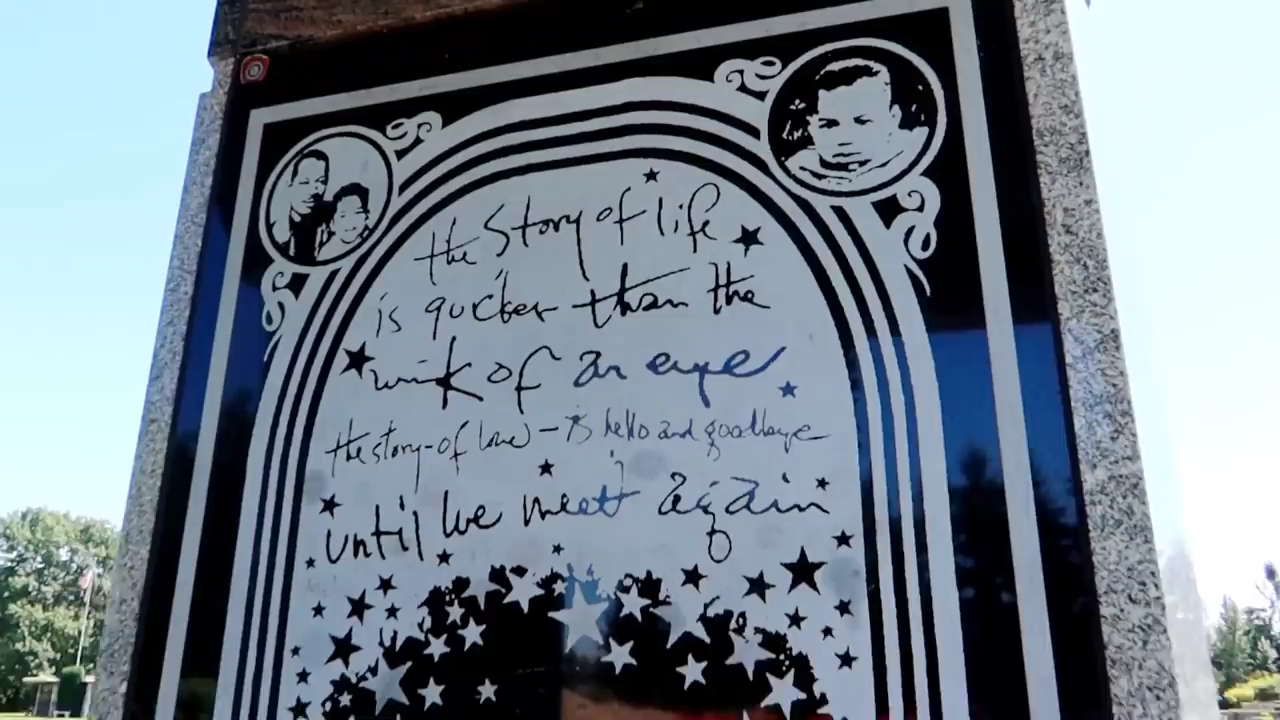 the story of life
is quicker than the
wink of an eye
the story of love - is hello and goodbye
until we meet again